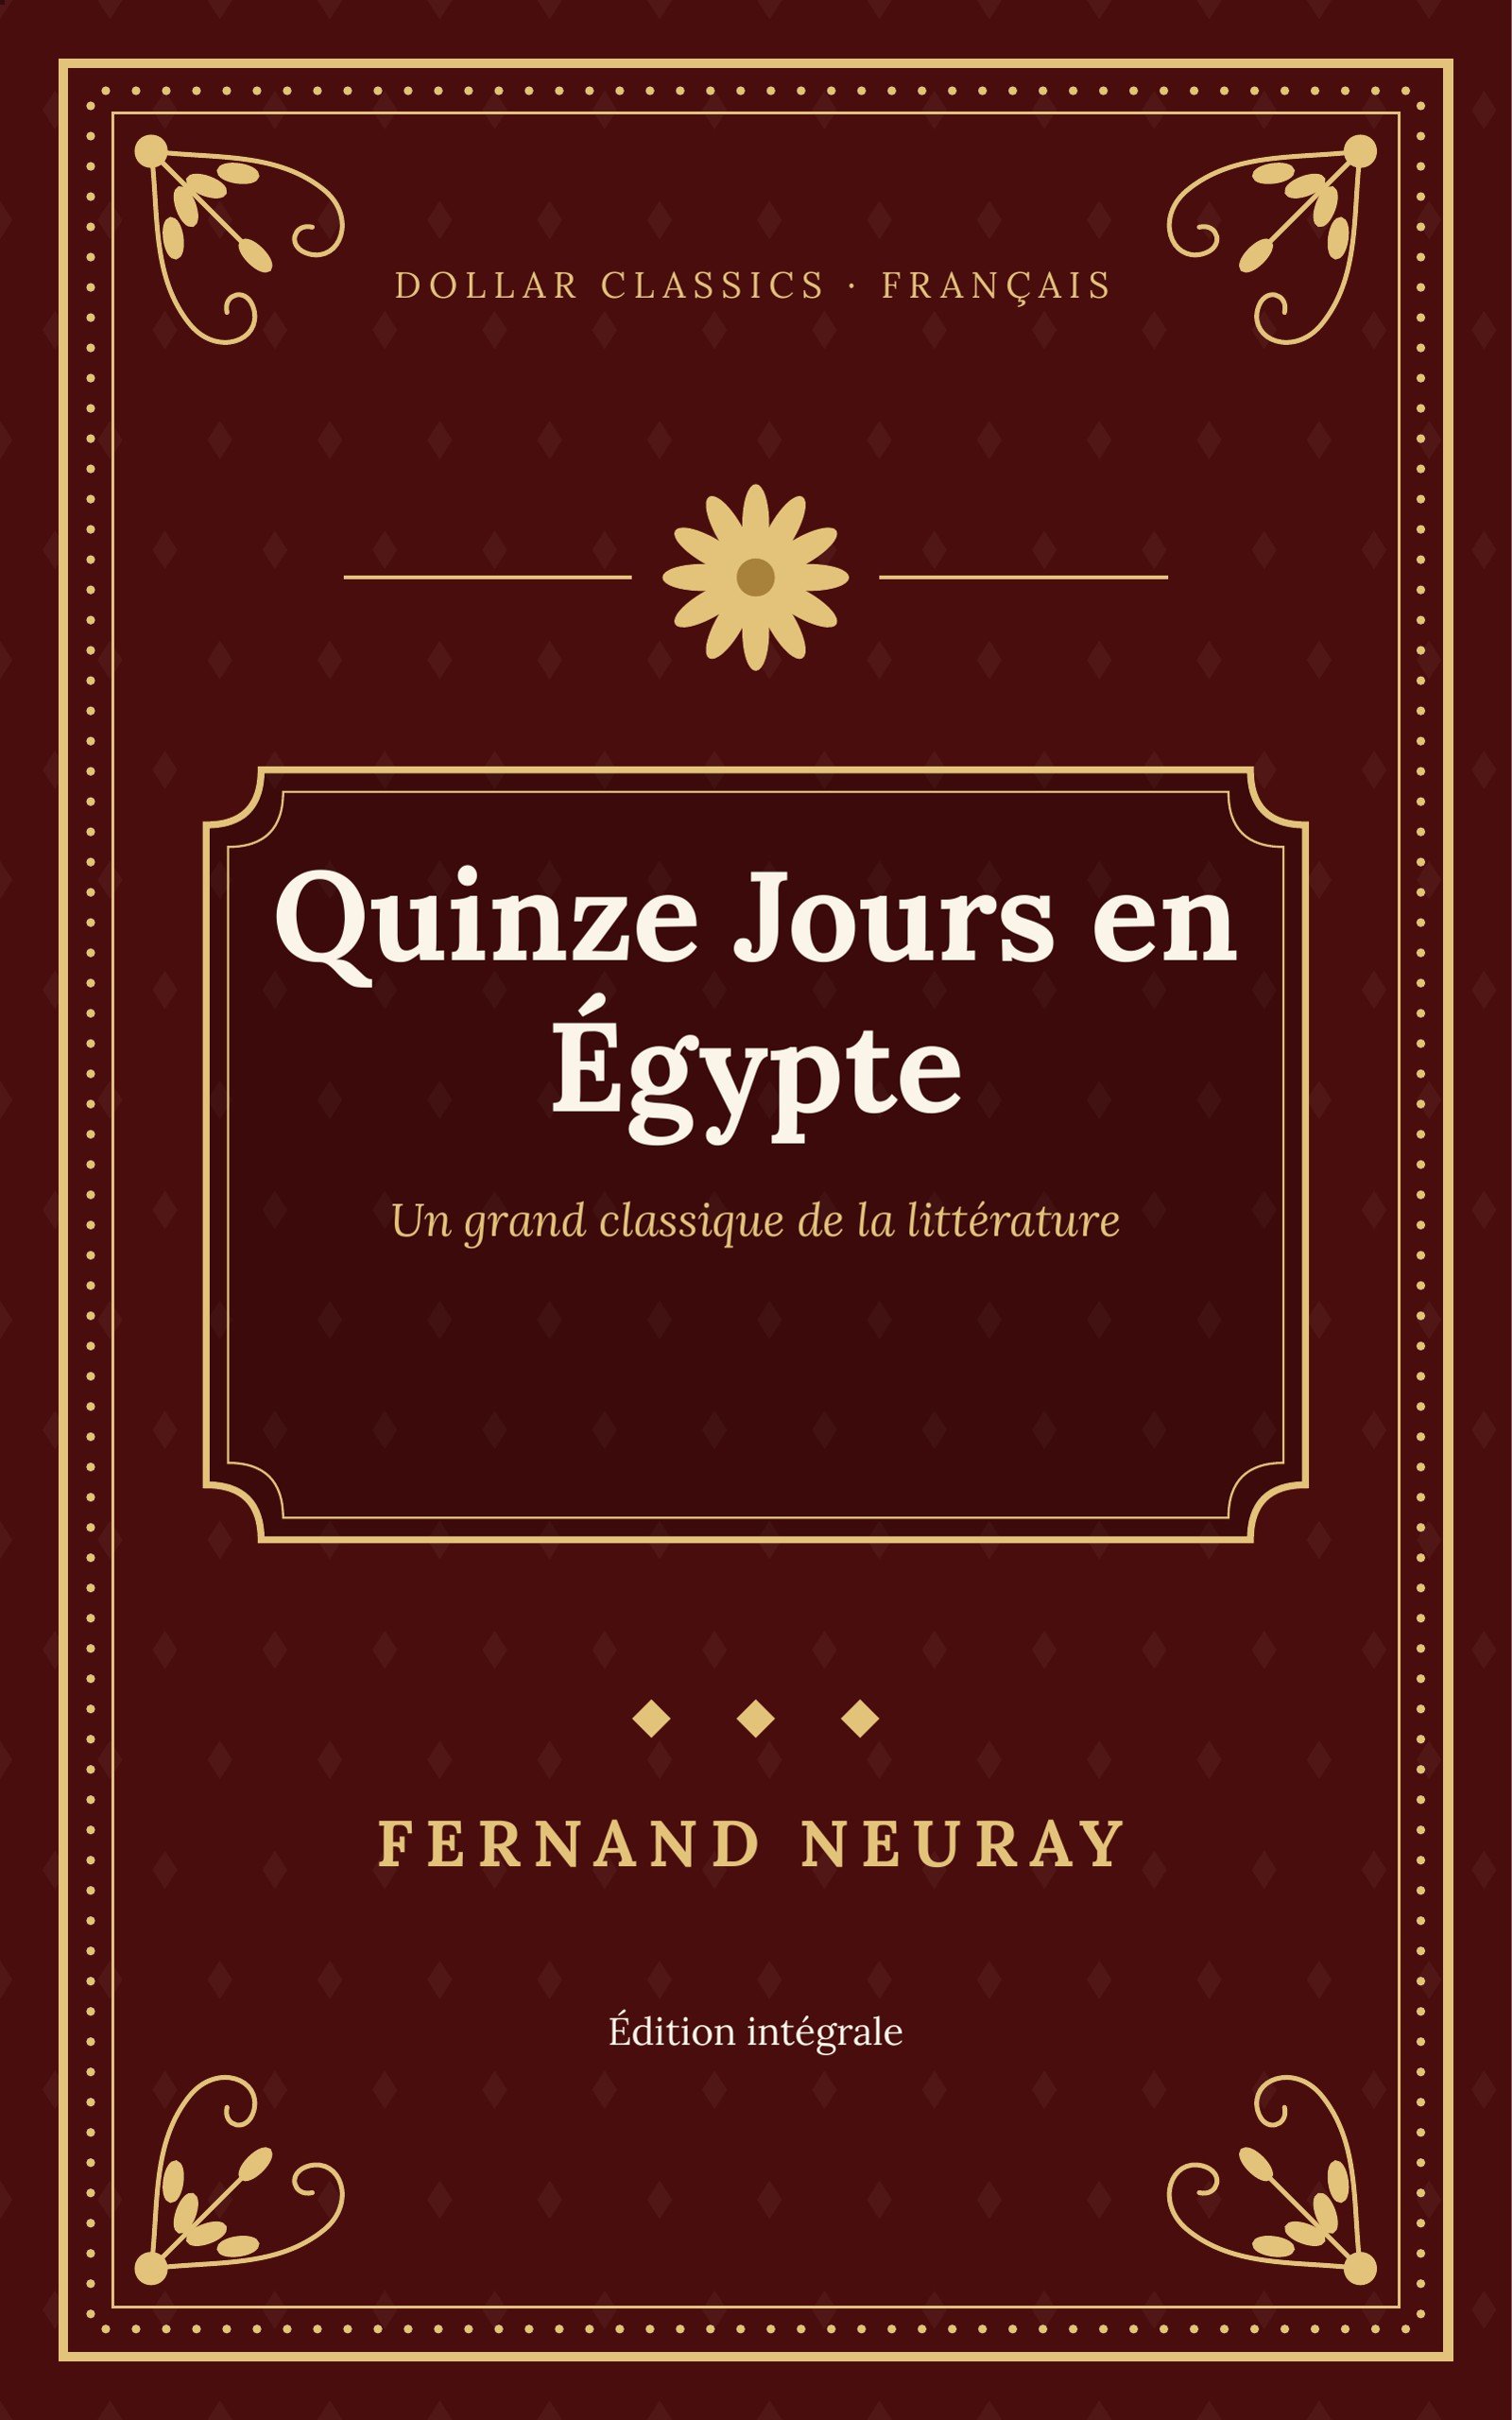 DOLLAR CLASSICS · FRANÇAIS
Quinze Jours en
Égypte
Un grand classique de la littérature
FERNAND NEURAY
Édition intégrale